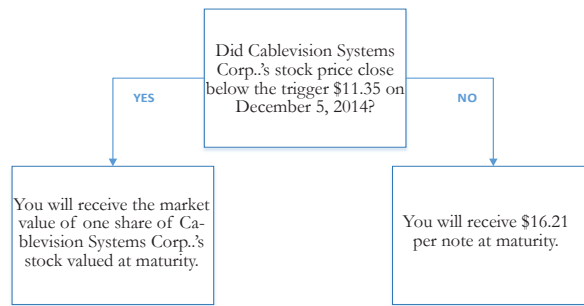 Did Cablevision Systems
Corp..'s stock price close
below the trigger $11.35 on
December 5, 2014?
YES
NO
You will receive the market
value of one share of Ca-
blevision Systems Corp..'s
stock valued at maturity.
You will receive $16.21
per note at maturity.